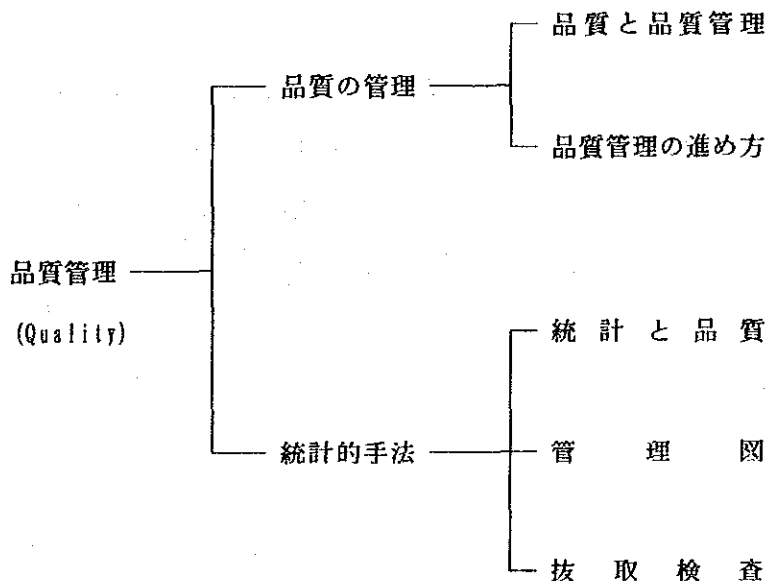 品質と品質管理
品質の管理
品質管理の進め方
品質管理
(Quality)
統計と品質
統計的手法
管理図
抜取検査